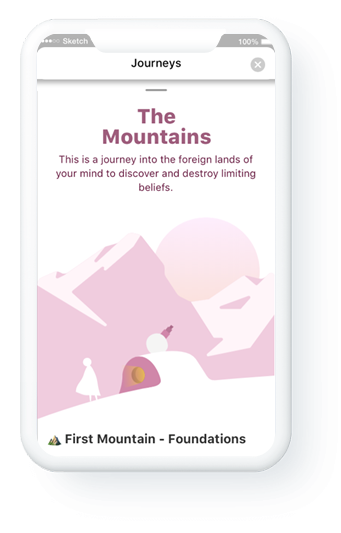 Sketch
100%
Journeys
The
Mountains
This is a journey into the foreign lands of
your mind to discover and destroy limiting
beliefs.
First Mountain - Foundations